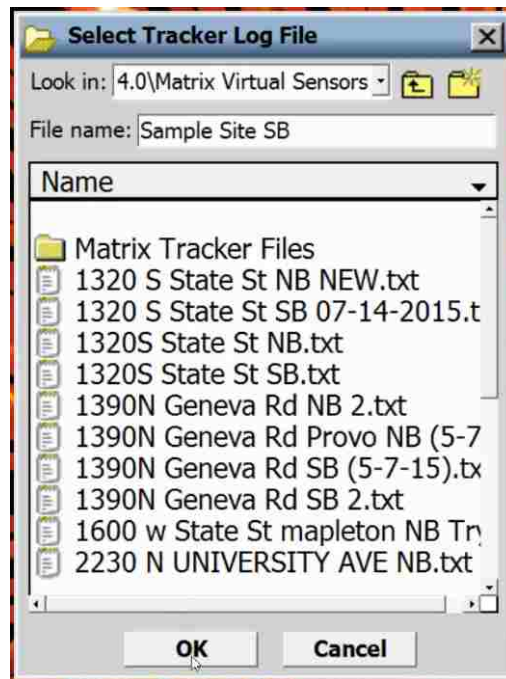 Select Tracker Log File
Look in: 4.0\Matrix Virtual Sensors
File name: Sample Site SB
Name
Matrix Tracker Files
1320 S State St NB NEW.txt
1320 S State St SB 07-14-2015.t
1320S State St NB.txt
1320S State St SB.txt
1390N Geneva Rd NB 2.txt
1390N Geneva Rd Provo NB (5-7
1390N Geneva Rd SB (5-7-15).tx
1390N Geneva Rd SB 2.txt
1600 w State St mapleton NB Try
2230 N UNIVERSITY AVE NB.txt
OK Cancel